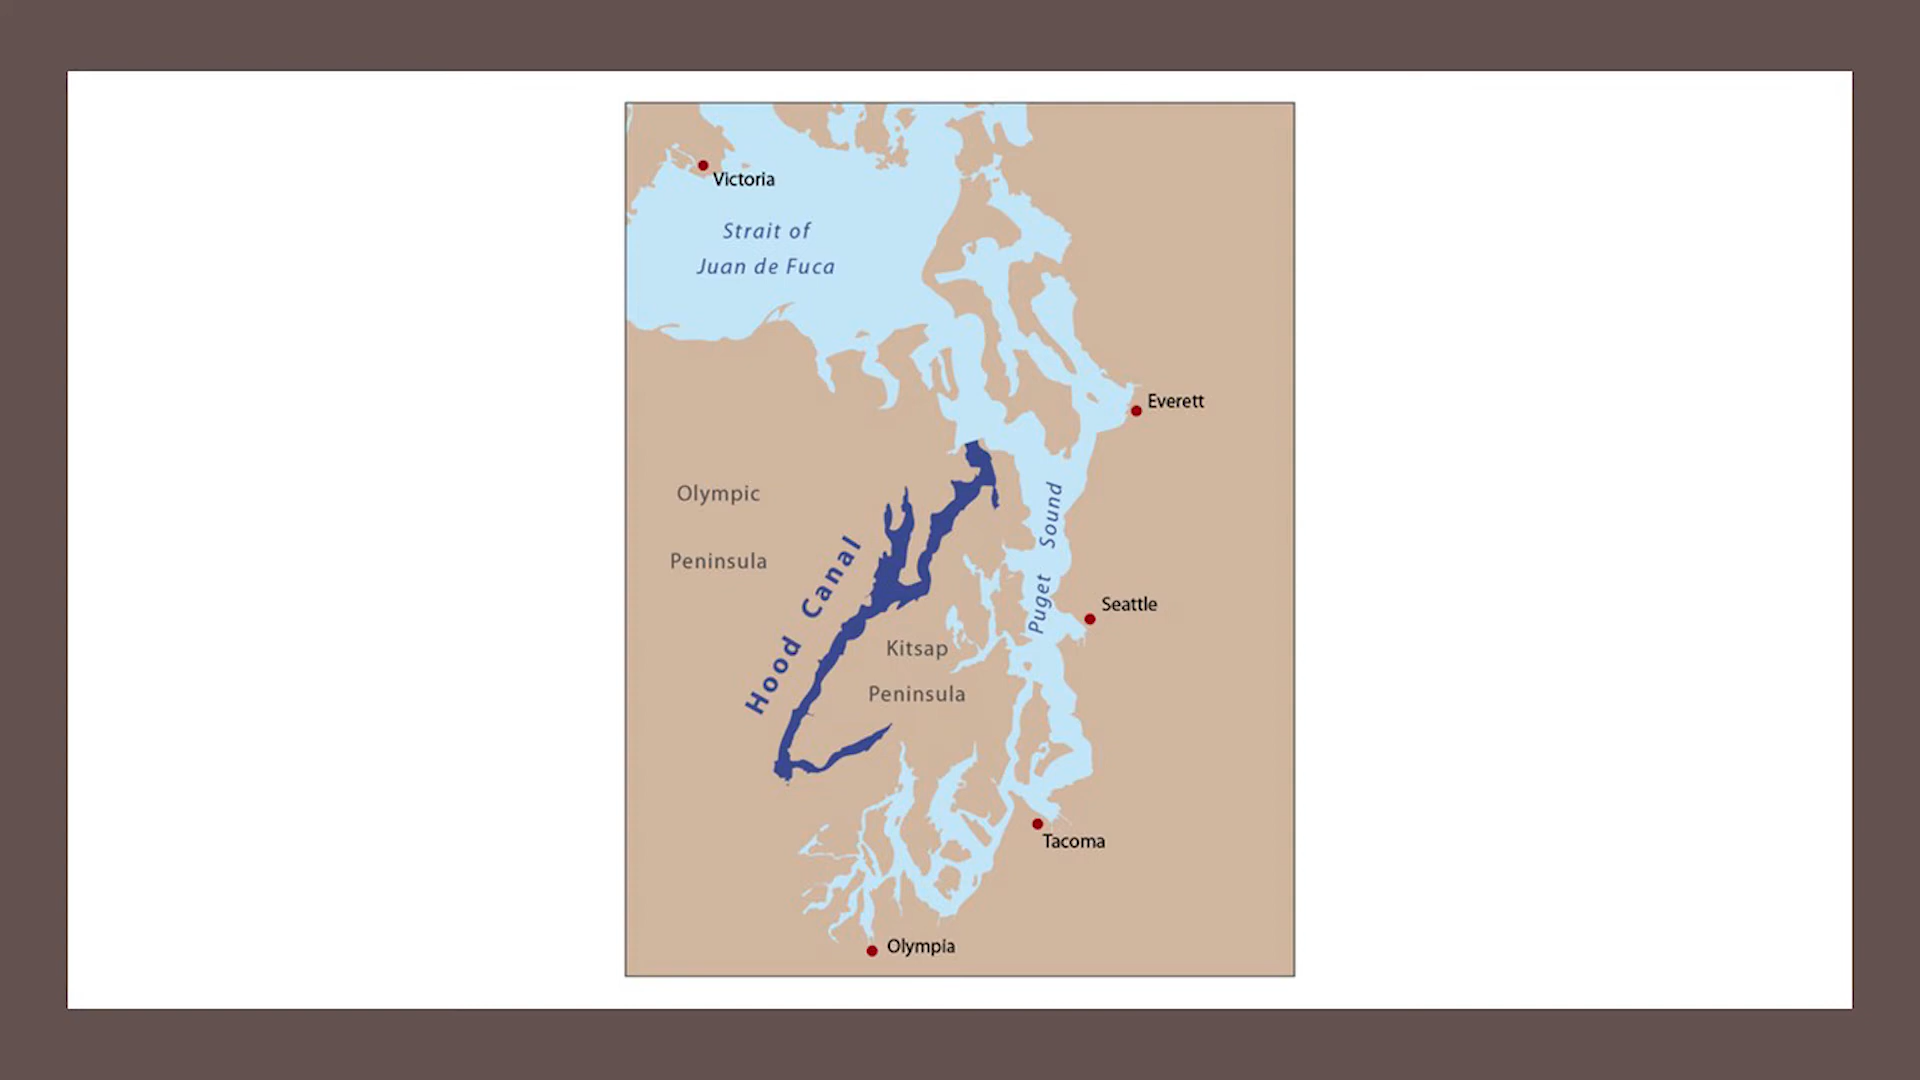 Victoria
Strait of
Juan de Fuca
Everett
Olympic
Peninsula
Hood Canal
Puget Sound
Seattle
Kitsap
Peninsula
Tacoma
Olympia